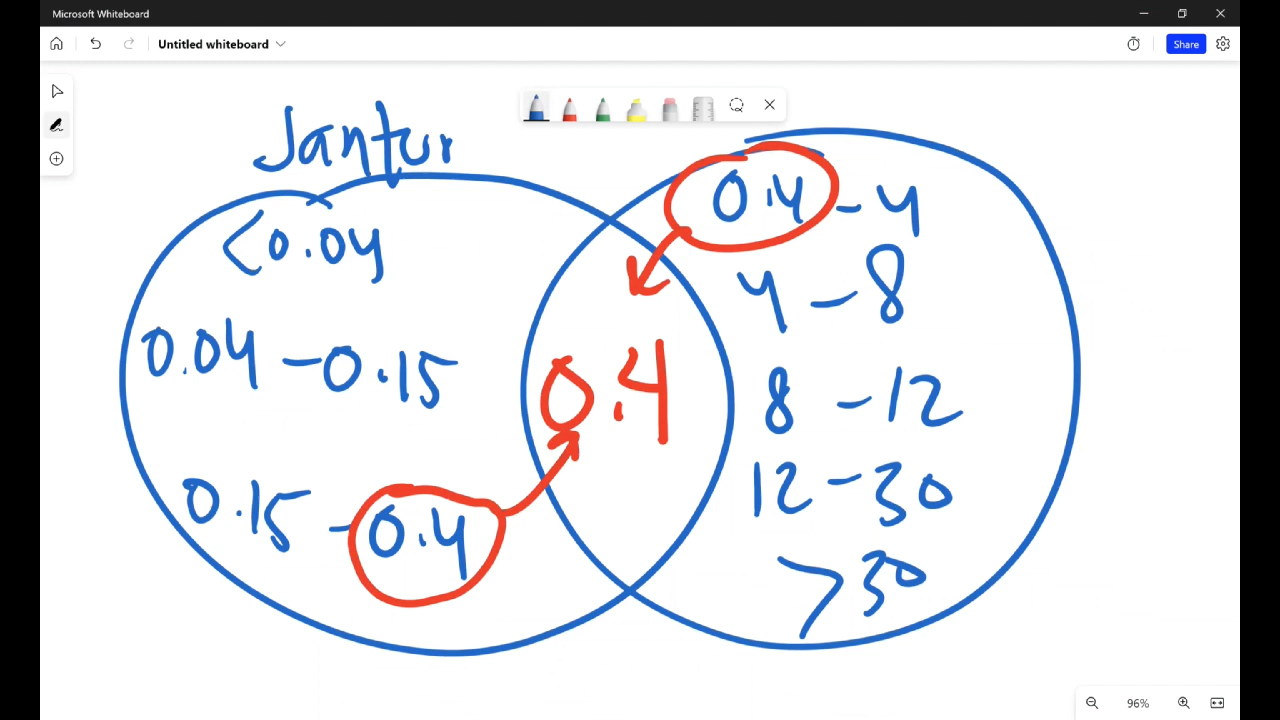 Microsoft Whiteboard
Untitled whiteboard
Share
Jantur
<0.04
0.04 - 0.15
0.15 - 0.4
0.4
0.4 - 4
4 - 8
8 - 12
12 - 30
>30
96%